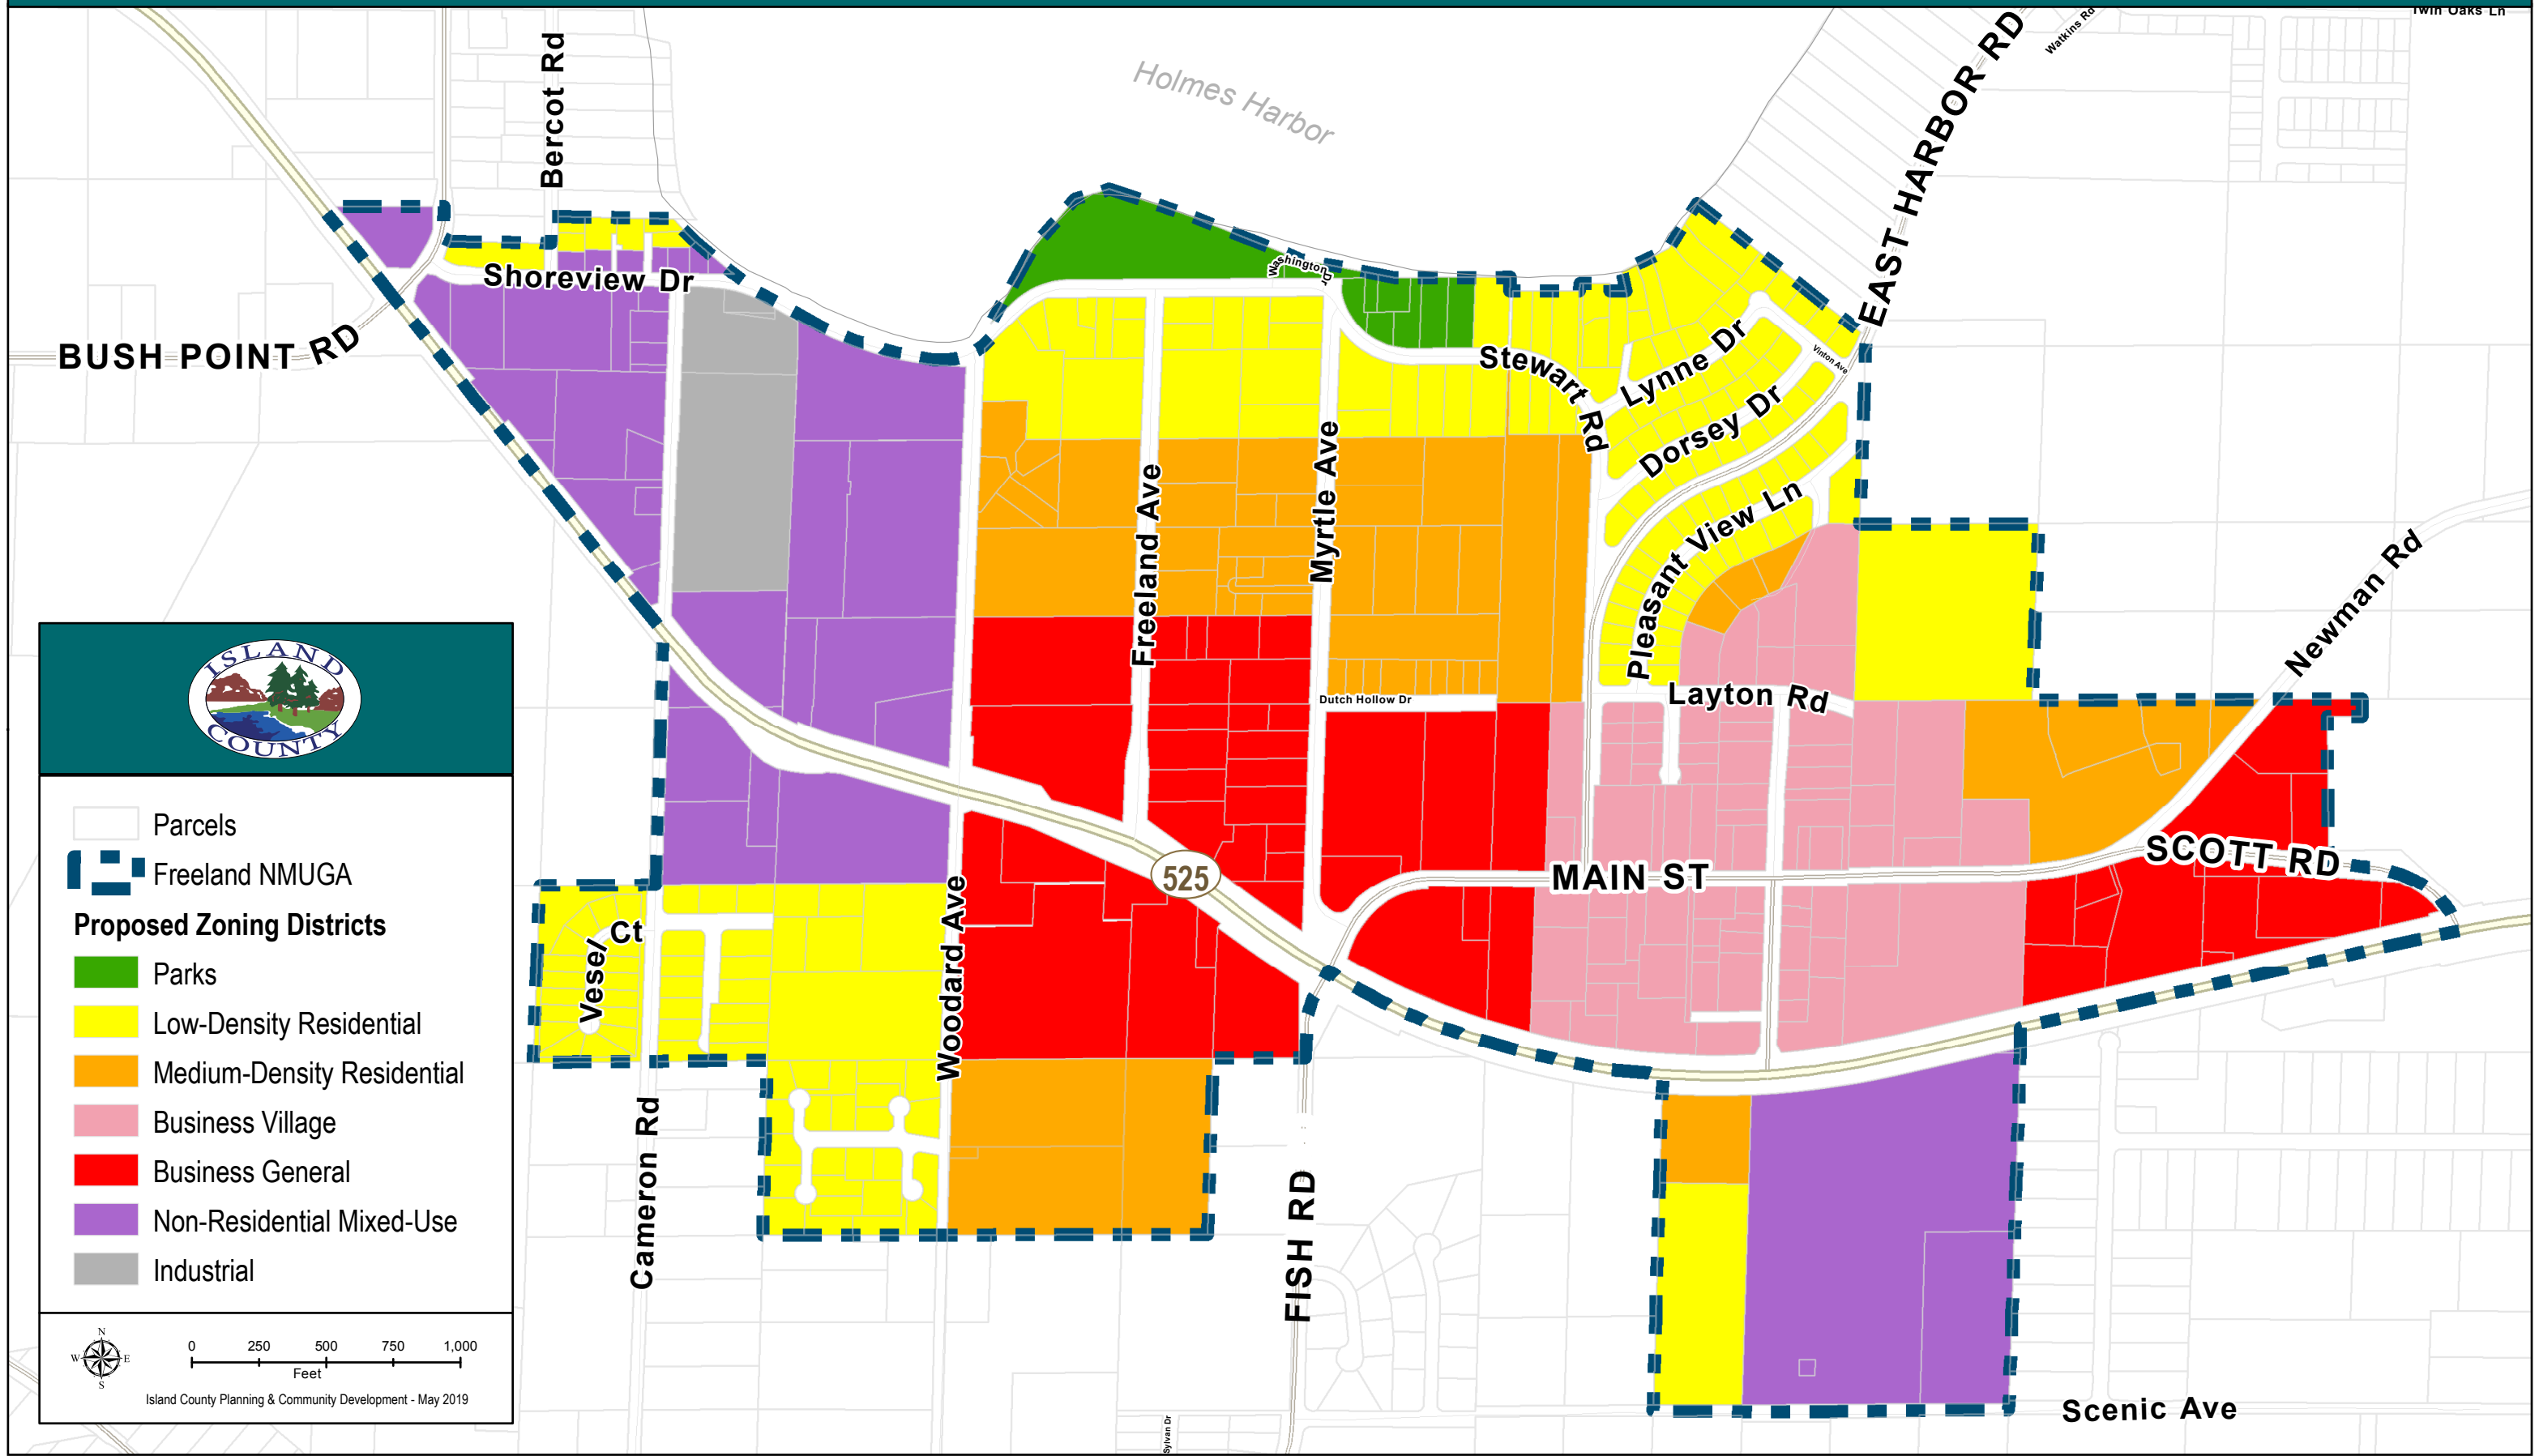 Twin Oaks Ln
Watkins Rd
Bercot Rd
Holmes Harbor
EAST HARBOR RD
Shoreview Dr
Washington Dr
BUSH POINT RD
Stewart Rd
Lynne Dr
Vinton Ave
Dorsey Dr
Freeland Ave
Myrtle Ave
Pleasant View Ln
Newman Rd
Layton Rd
Dutch Hollow Dr
525
MAIN ST
SCOTT RD
Vesel Ct
Woodard Ave
Cameron Rd
FISH RD
Scenic Ave
Sylvan Dr
ISLAND
COUNTY
Parcels
Freeland NMUGA
Proposed Zoning Districts
Parks
Low-Density Residential
Medium-Density Residential
Business Village
Business General
Non-Residential Mixed-Use
Industrial
N
W E
S
0 250 500 750 1,000
Feet
Island County Planning & Community Development - May 2019